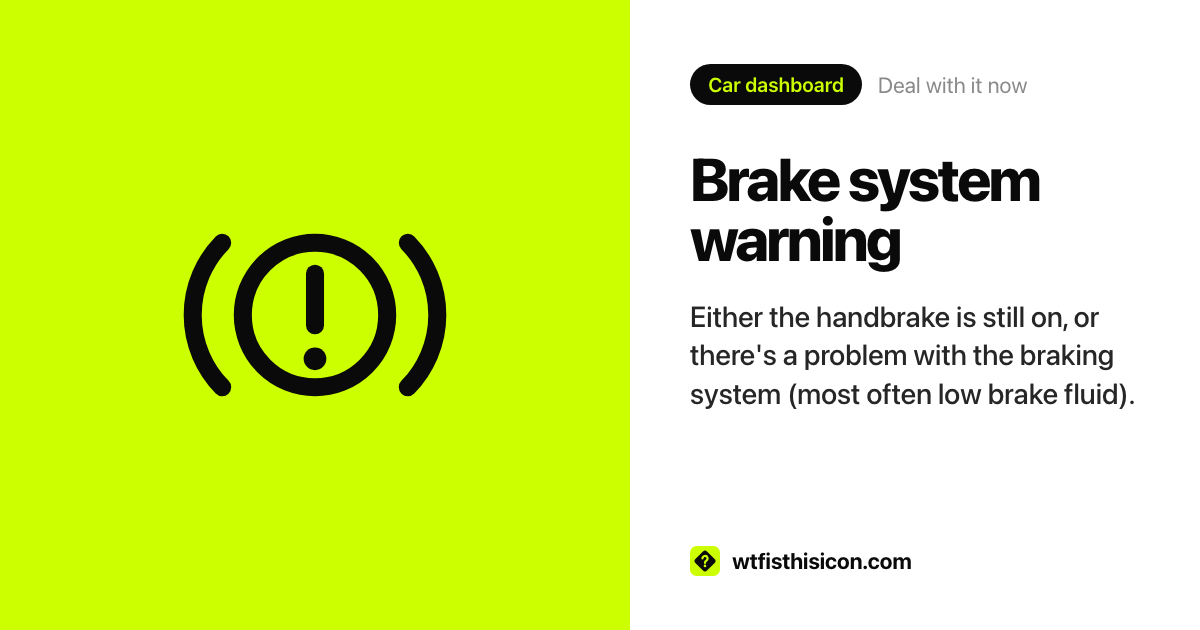 Car dashboard
Deal with it now
Brake system
warning
Either the handbrake is still on, or
there's a problem with the braking
system (most often low brake fluid).
wtfisthisicon.com